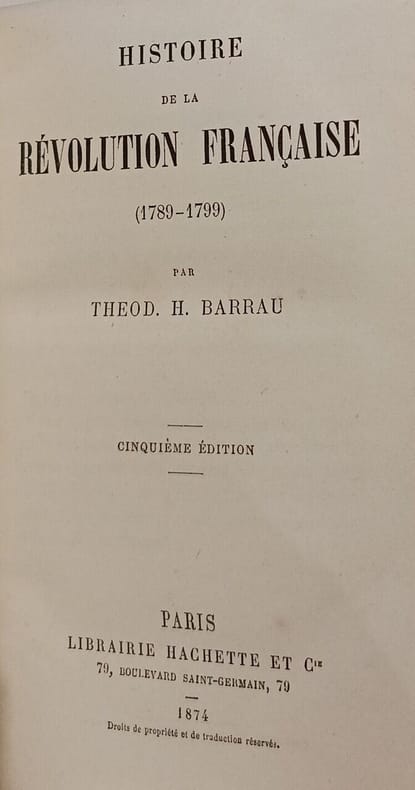 HISTOIRE
DE LA
RÉVOLUTION FRANÇAISE
(1789-1799)
PAR
THEOD. H. BARRAU
CINQUIÈME ÉDITION
PARIS
LIBRAIRIE HACHETTE ET Cie
79, BOULEVARD SAINT-GERMAIN, 79
1874
Droits de propriété et de traduction réservés.